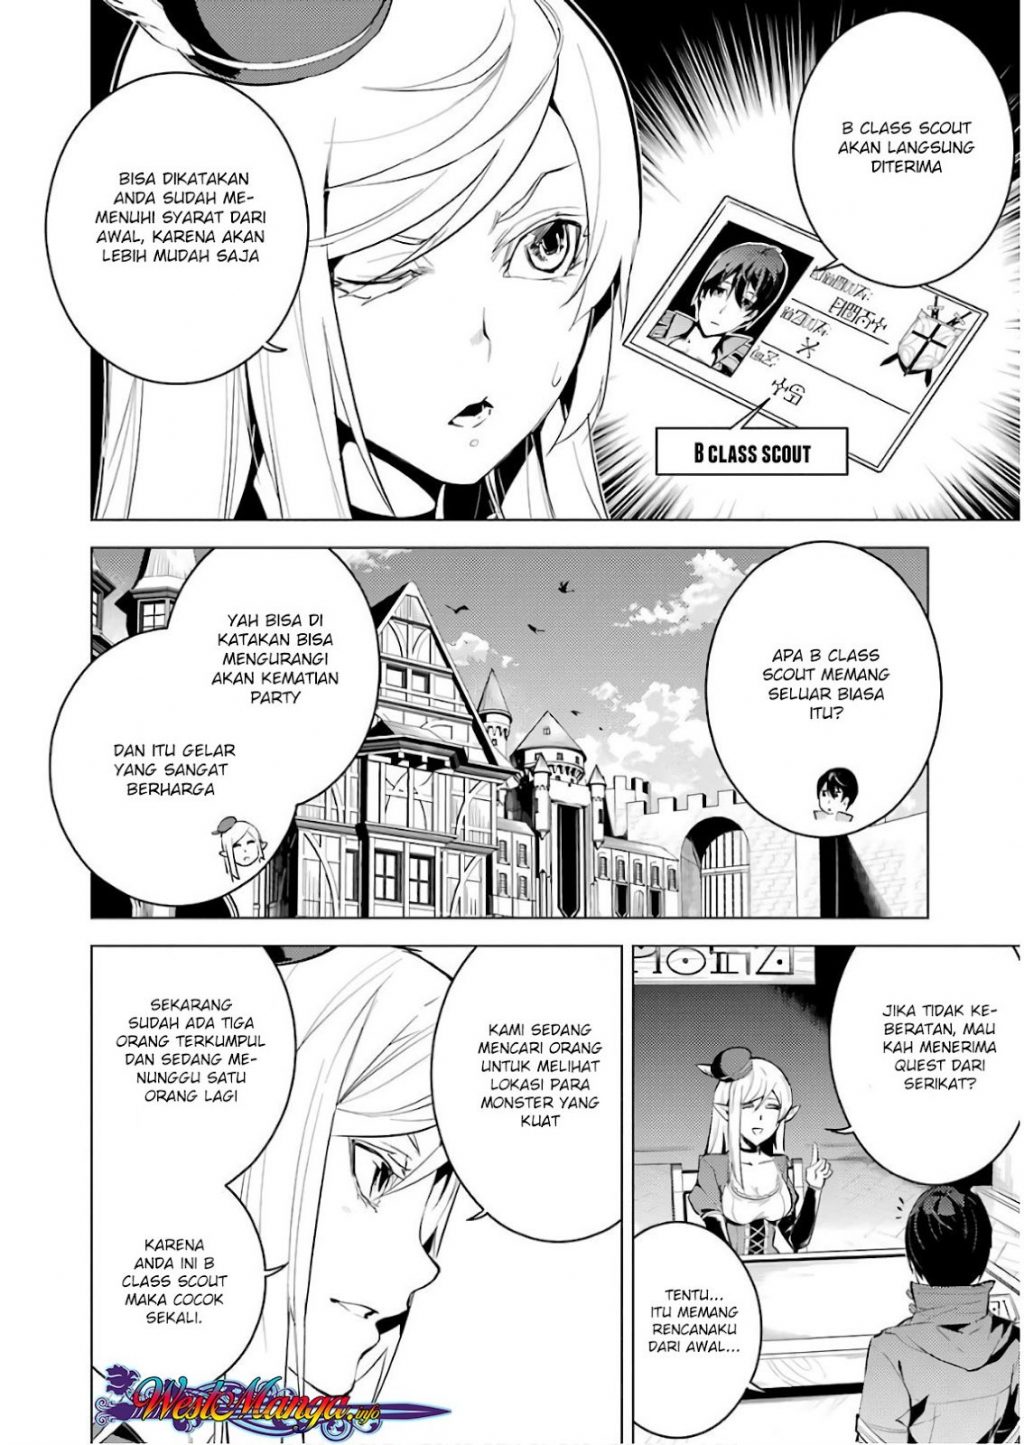 B CLASS SCOUT
AKAN LANGSUNG
DITERIMA
BISA DIKATAKAN
ANDA SUDAH ME-
MENUHI SYARAT DARI
AWAL, KARENA AKAN
LEBIH MUDAH SAJA
B CLASS SCOUT
APA B CLASS
SCOUT MEMANG
SELUAR BIASA
ITU?
YAH BISA DI
KATAKAN BISA
MENGURANGI
AKAN KEMATIAN
PARTY
DAN ITU GELAR
YANG SANGAT
BERHARGA
JIKA TIDAK KE-
BERATAN, MAU
KAH MENERIMA
QUEST DARI
SERIKAT?
TENTU...
ITU MEMANG
RENCANAKU
DARI AWAL...
KAMI SEDANG
MENCARI ORANG
UNTUK MELIHAT
LOKASI PARA
MONSTER YANG
KUAT
SEKARANG
SUDAH ADA TIGA
ORANG TERKUMPUL
DAN SEDANG ME-
NUNGGU SATU
ORANG LAGI
KARENA
ANDA INI B
CLASS SCOUT
MAKA COCOK
SEKALI.
WestManga.info